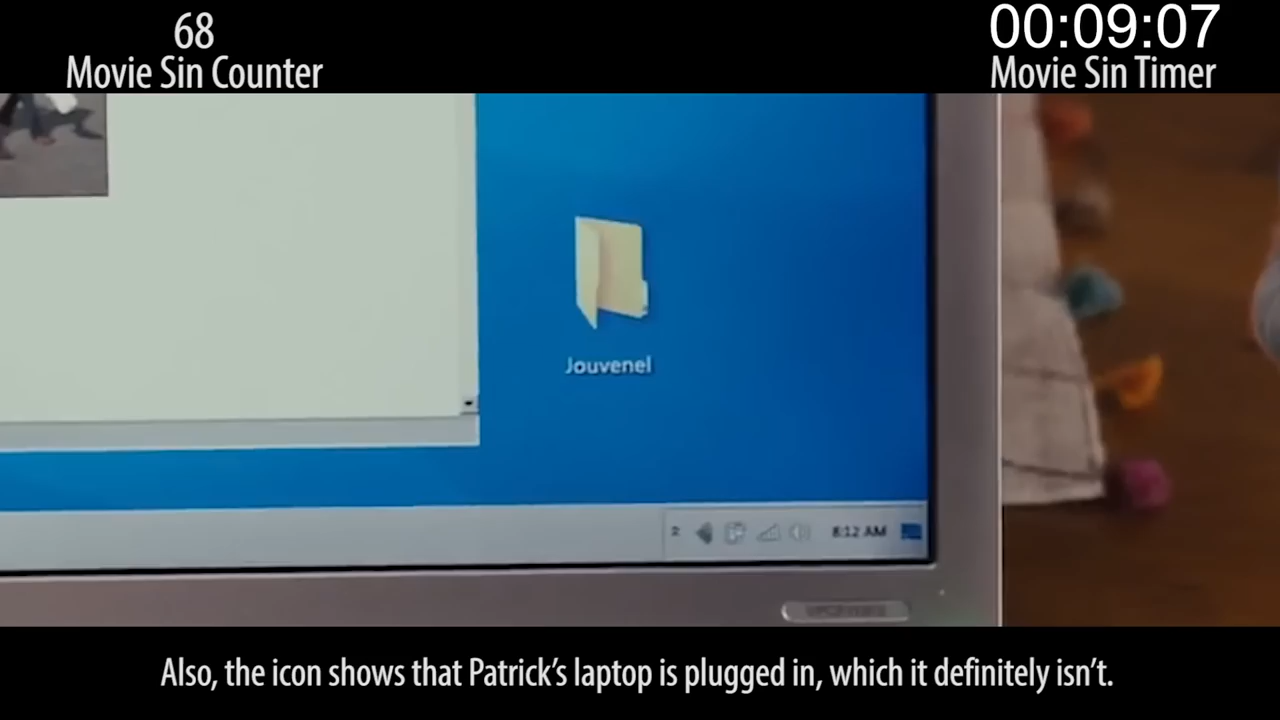 68
Movie Sin Counter
00:09:07
Movie Sin Timer
Jouvenel
8:12 AM
Also, the icon shows that Patrick's laptop is plugged in, which it definitely isn't.